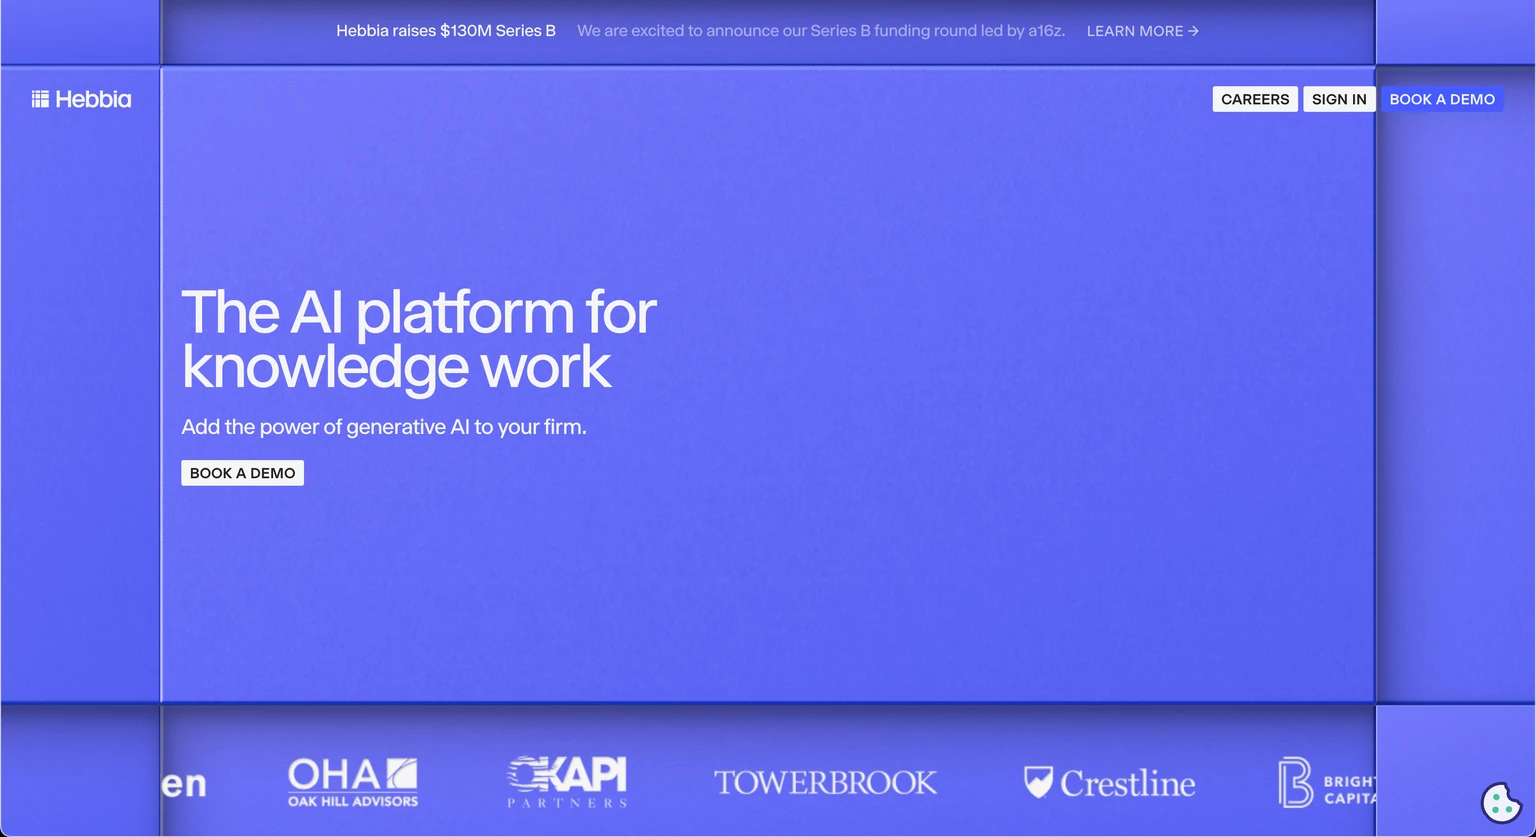 Hebbia raises $130M Series B We are excited to announce our Series B funding round led by a16z. LEARN MORE →
Hebbia
CAREERS SIGN IN BOOK A DEMO
The AI platform for
knowledge work
Add the power of generative AI to your firm.
BOOK A DEMO
en
OHA
OAK HILL ADVISORS
OKAPI
PARTNERS
TOWERBROOK
Crestline
B
BRIGHT
CAPITA